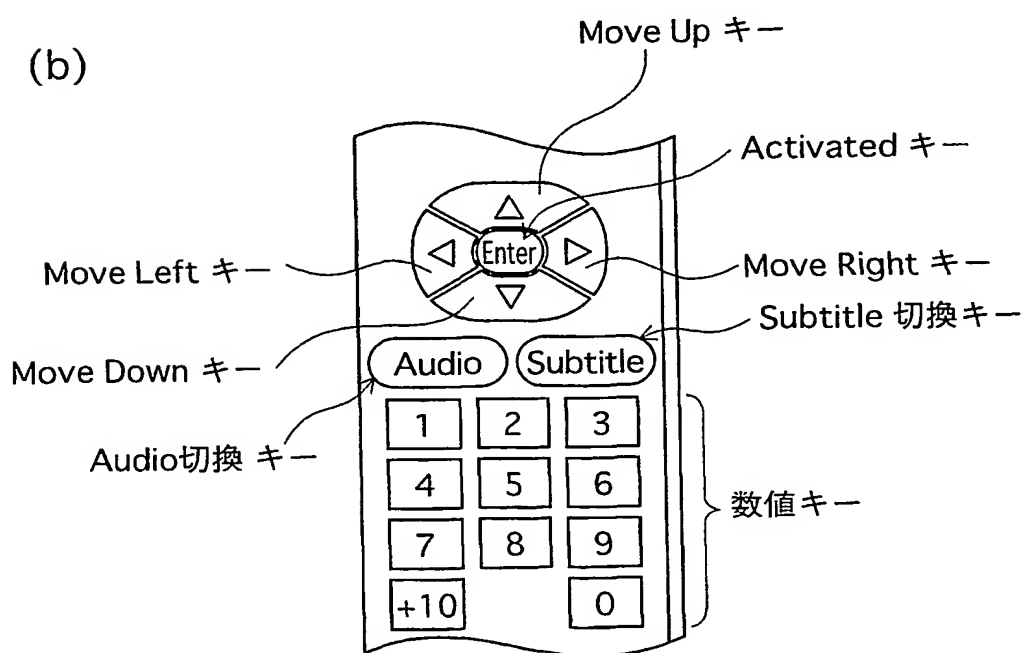 (b)
Move Up キー
Activated キー
Enter
Move Left キー
Move Right キー
Subtitle 切換キー
Move Down キー
Audio
Subtitle
Audio切換 キー
1 2 3
4 5 6
7 8 9
+10 0
数値キー